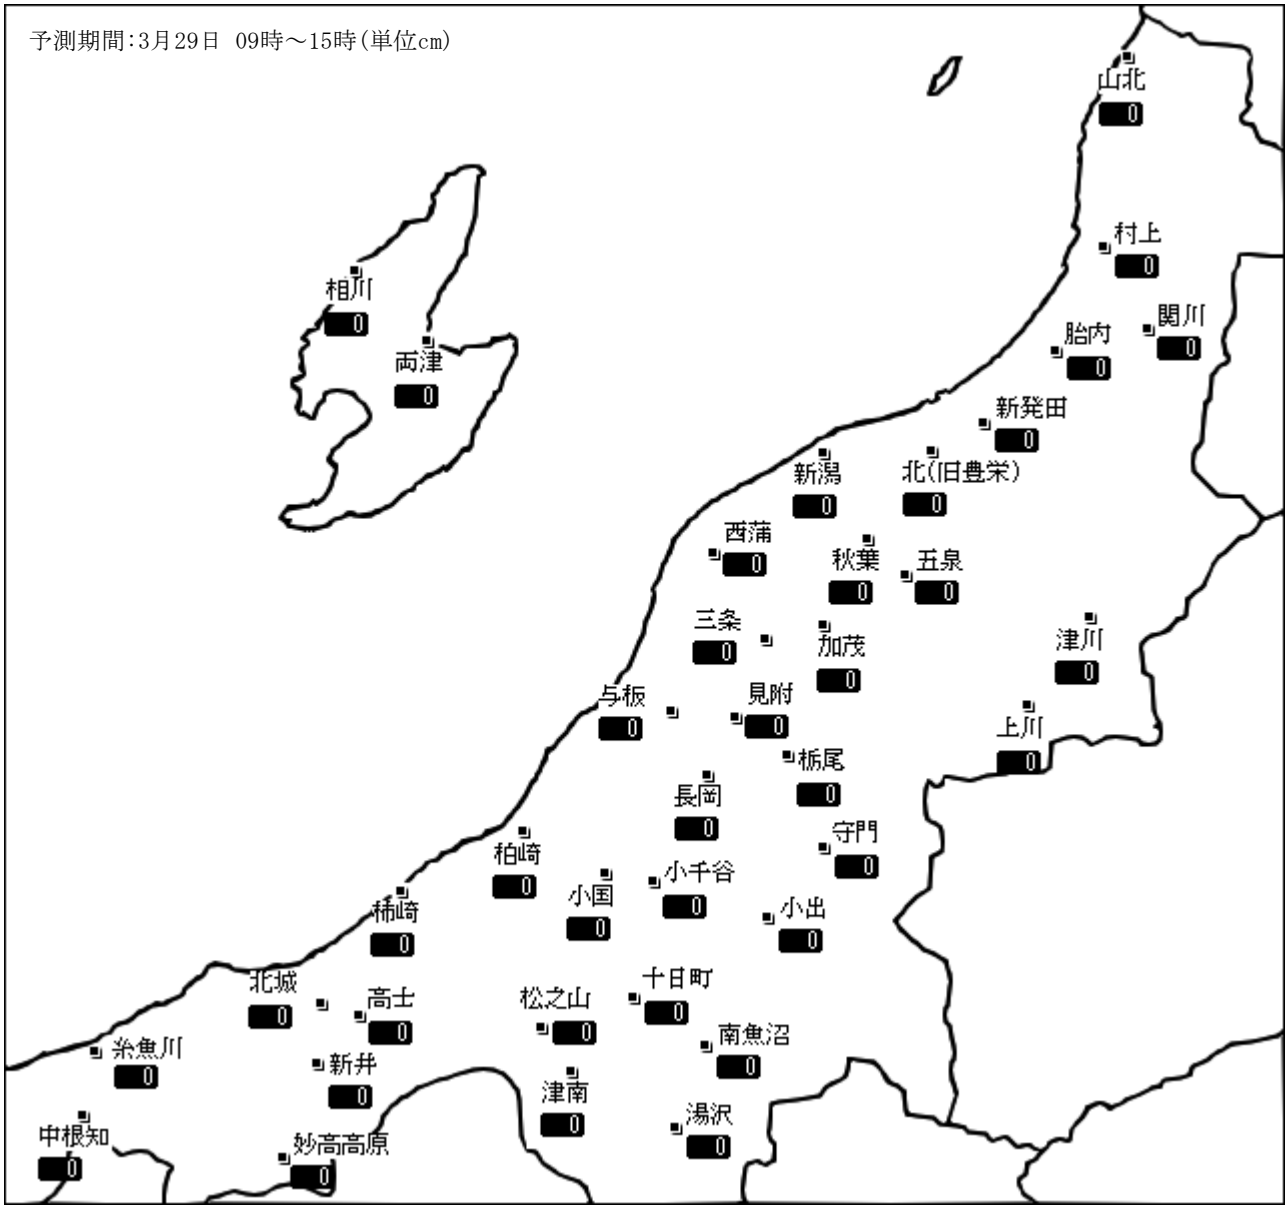 予測期間:3月29日 09時～15時(単位cm)
山北
0
村上
0
相川
0
関川
0
胎内
0
両津
0
新発田
0
新潟
0
北(旧豊栄)
0
西蒲
0
秋葉
0
五泉
0
三条
0
加茂
0
津川
0
与板
0
見附
0
上川
0
栃尾
0
長岡
0
守門
0
柏崎
0
小千谷
0
小国
0
小出
0
柿崎
0
北城
0
高士
0
松之山
0
十日町
0
南魚沼
0
糸魚川
0
新井
0
津南
0
湯沢
0
中根知
0
妙高高原
0